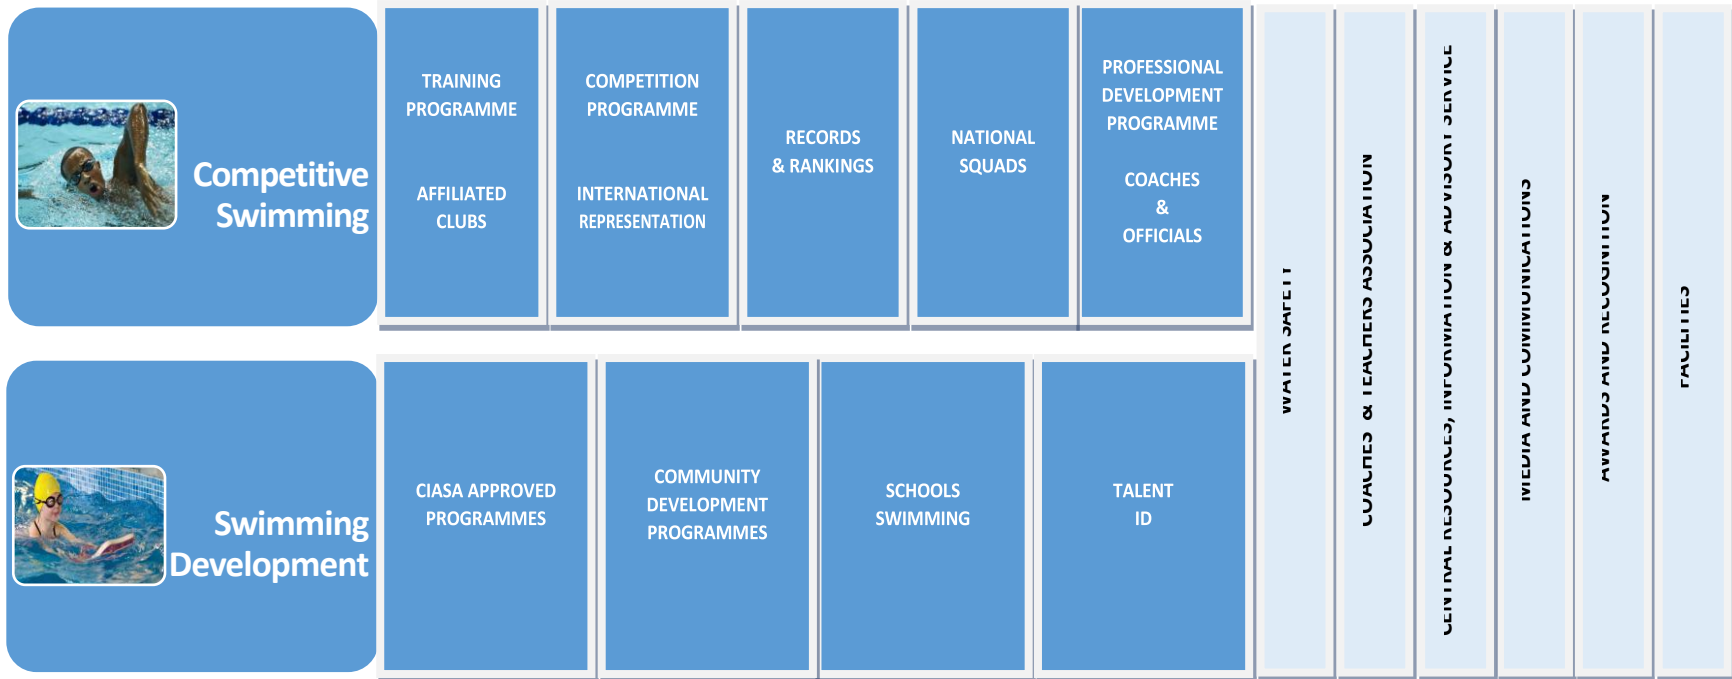 Competitive
Swimming
TRAINING
PROGRAMME
AFFILIATED
CLUBS
COMPETITION
PROGRAMME
INTERNATIONAL
REPRESENTATION
RECORDS
& RANKINGS
NATIONAL
SQUADS
PROFESSIONAL
DEVELOPMENT
PROGRAMME
COACHES
&
OFFICIALS
Swimming
Development
CIASA APPROVED
PROGRAMMES
COMMUNITY
DEVELOPMENT
PROGRAMMES
SCHOOLS
SWIMMING
TALENT
ID
WATER SAFETY
COACHES & TEACHERS ASSOCIATION
CENTRAL RESOURCES, INFORMATION & ADVISORY SERVICE
MEDIA AND COMMUNICATIONS
AWARDS AND RECOGNITION
FACILITIES